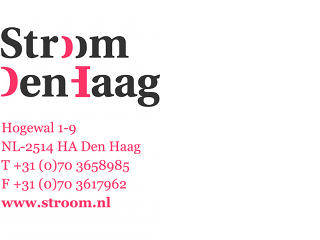 Stroom
Den Haag
Hogewal 1-9
NL-2514 HA Den Haag
T +31 (0)70 3658985
F +31 (0)70 3617962
www.stroom.nl